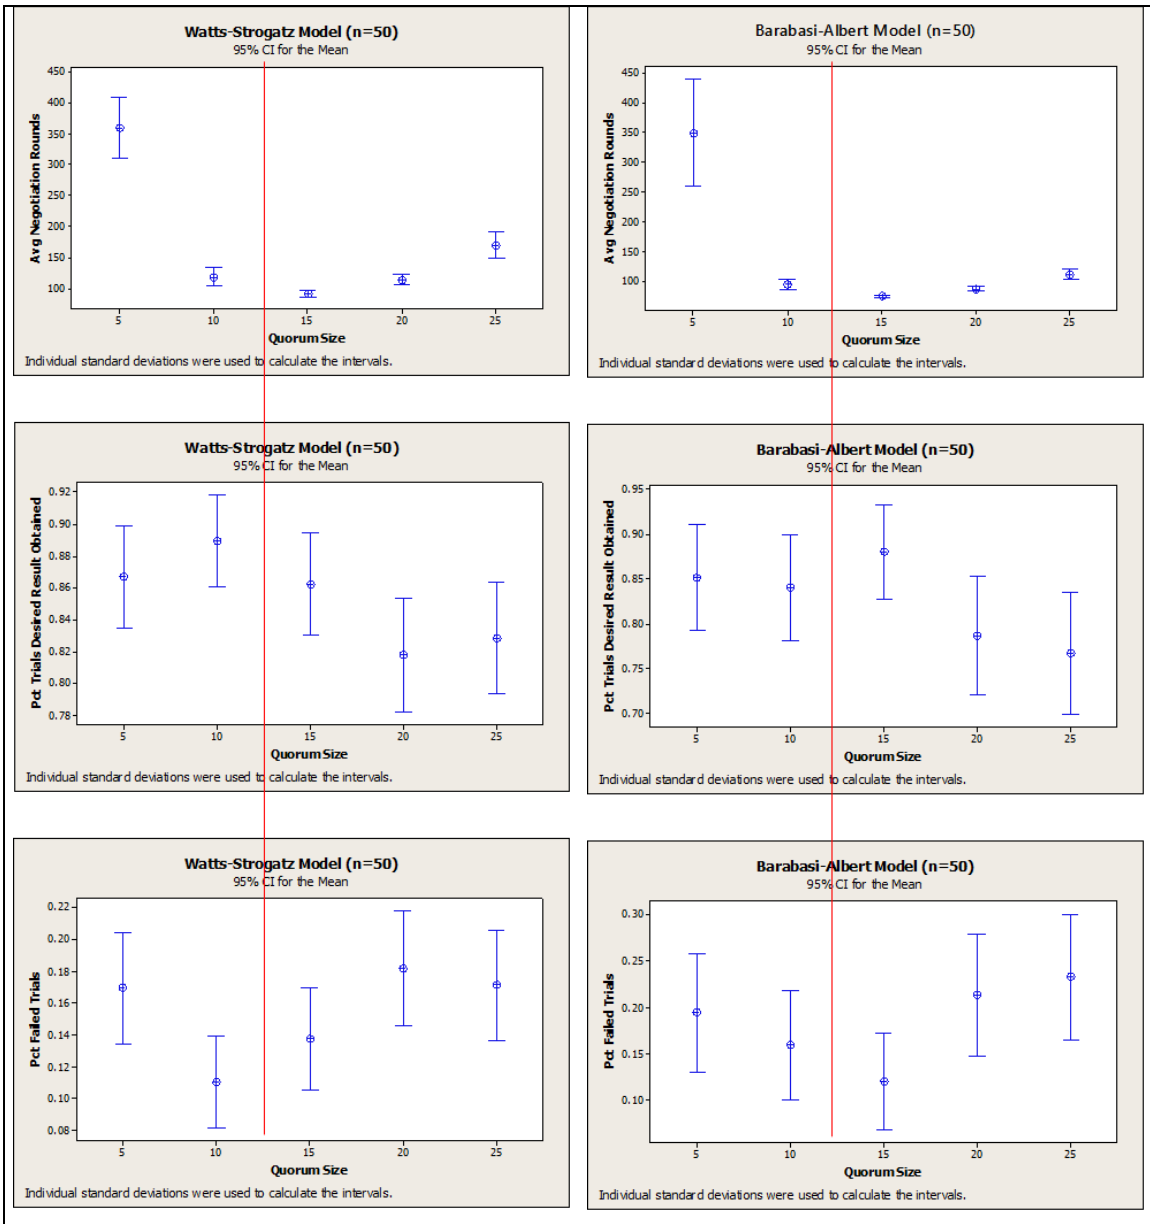 Watts-Strogatz Model (n=50)
95% CI for the Mean
Avg Negotiation Rounds
450
400
350
300
250
200
150
100
5 10 15 20 25
Quorum Size
Individual standard deviations were used to calculate the intervals.
Barabasi-Albert Model (n=50)
95% CI for the Mean
Avg Negotiation Rounds
450
400
350
300
250
200
150
100
5 10 15 20 25
Quorum Size
Individual standard deviations were used to calculate the intervals.
Watts-Strogatz Model (n=50)
95% CI for the Mean
Pct Trials Desired Result Obtained
0.92
0.90
0.88
0.86
0.84
0.82
0.80
0.78
5 10 15 20 25
Quorum Size
Individual standard deviations were used to calculate the intervals.
Barabasi-Albert Model (n=50)
95% CI for the Mean
Pct Trials Desired Result Obtained
0.95
0.90
0.85
0.80
0.75
0.70
5 10 15 20 25
Quorum Size
Individual standard deviations were used to calculate the intervals.
Watts-Strogatz Model (n=50)
95% CI for the Mean
Pct Failed Trials
0.22
0.20
0.18
0.16
0.14
0.12
0.10
0.08
5 10 15 20 25
Quorum Size
Individual standard deviations were used to calculate the intervals.
Barabasi-Albert Model (n=50)
95% CI for the Mean
Pct Failed Trials
0.30
0.25
0.20
0.15
0.10
5 10 15 20 25
Quorum Size
Individual standard deviations were used to calculate the intervals.